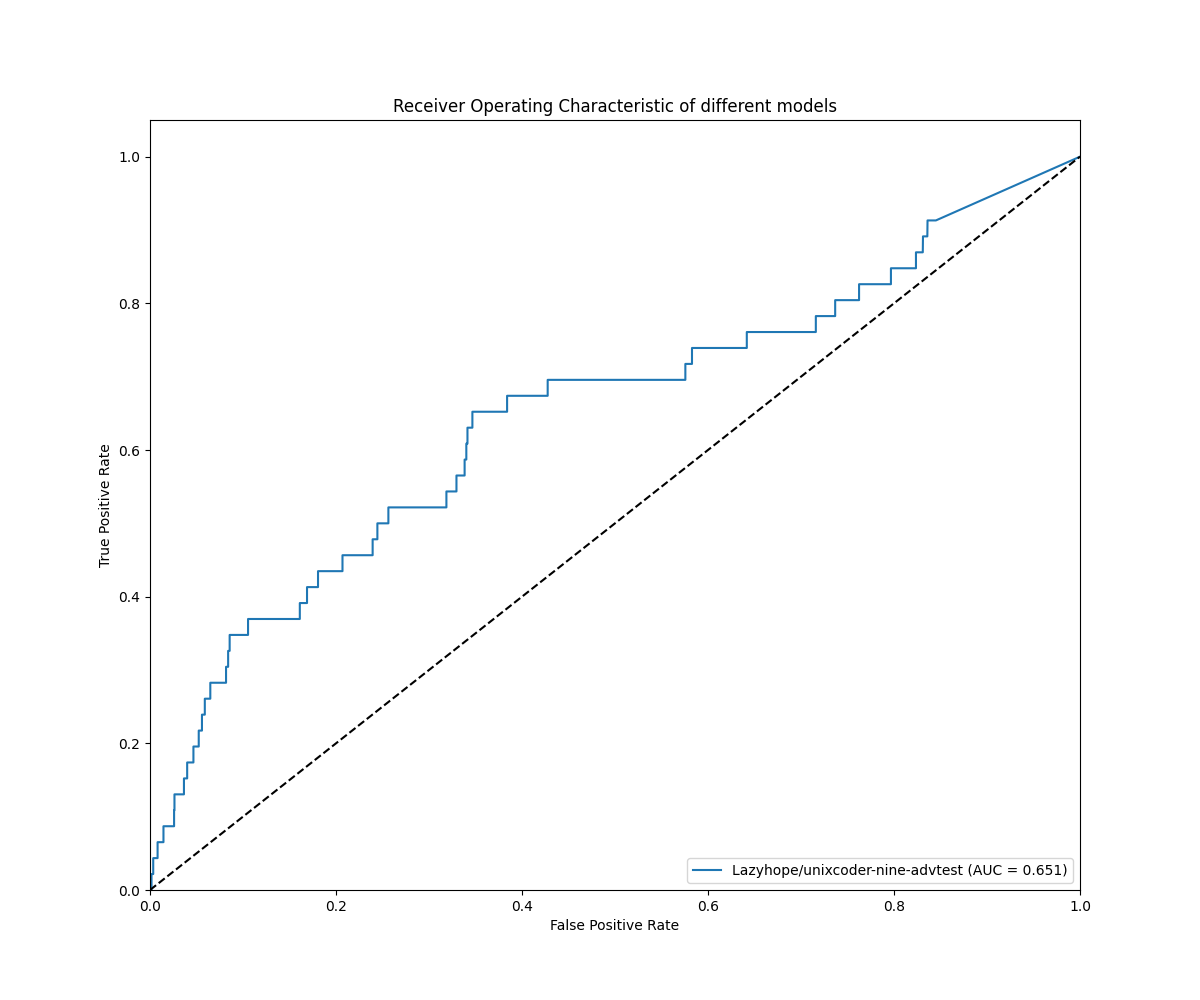 Receiver Operating Characteristic of different models
1.0
0.8
0.6
0.4
0.2
0.0
True Positive Rate
Lazyhope/unixcoder-nine-advtest (AUC = 0.651)
0.0 0.2 0.4 0.6 0.8 1.0
False Positive Rate